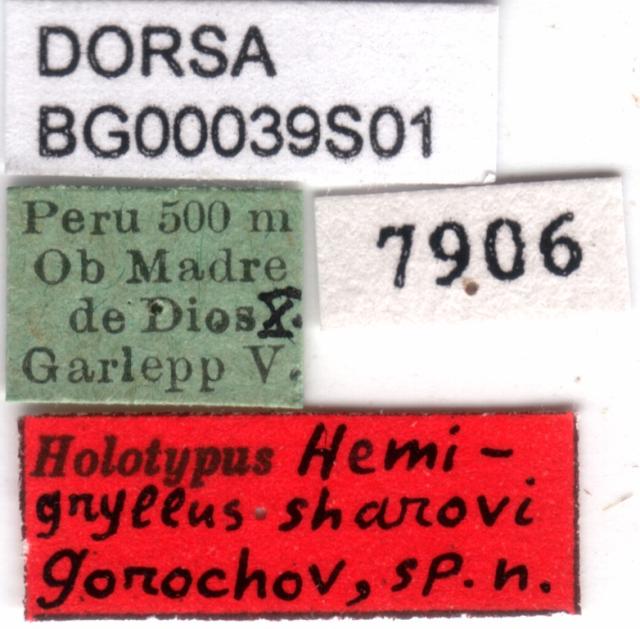 DORSA
BG00039S01
Peru 500 m
Ob Madre
de Dios X.
Garlepp V.
7906
Holotypus Hemi-
gryllus sharovi
gorochov, sp. n.